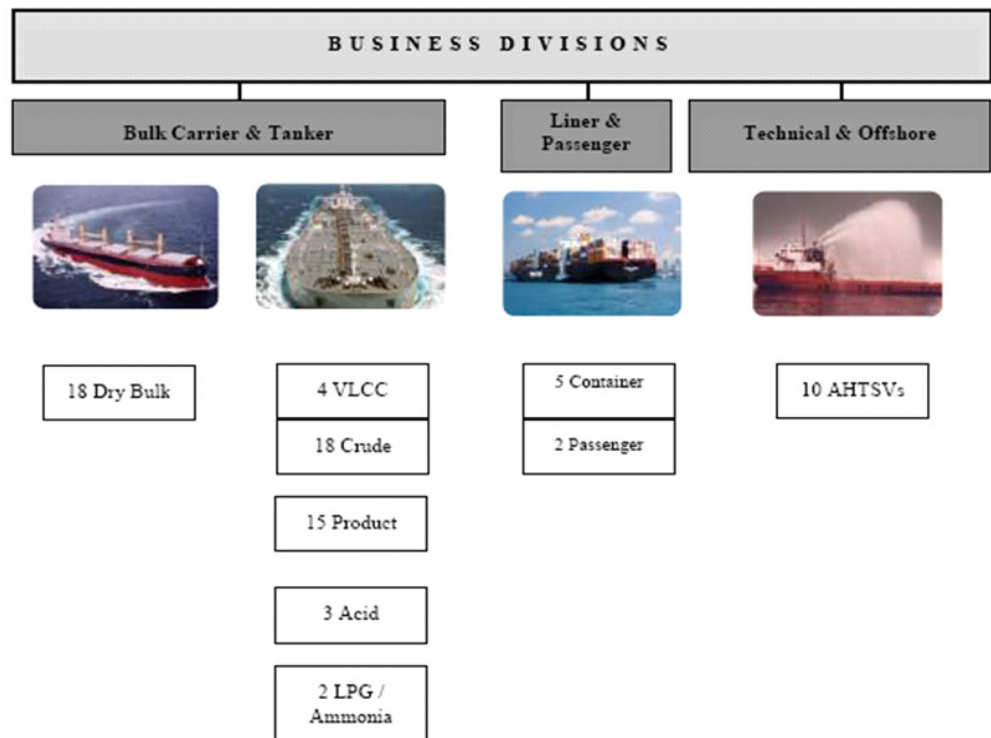 BUSINESS DIVISIONS
Bulk Carrier & Tanker
Liner &
Passenger
Technical & Offshore
18 Dry Bulk
4 VLCC
18 Crude
15 Product
3 Acid
2 LPG /
Ammonia
5 Container
2 Passenger
10 AHTSVs